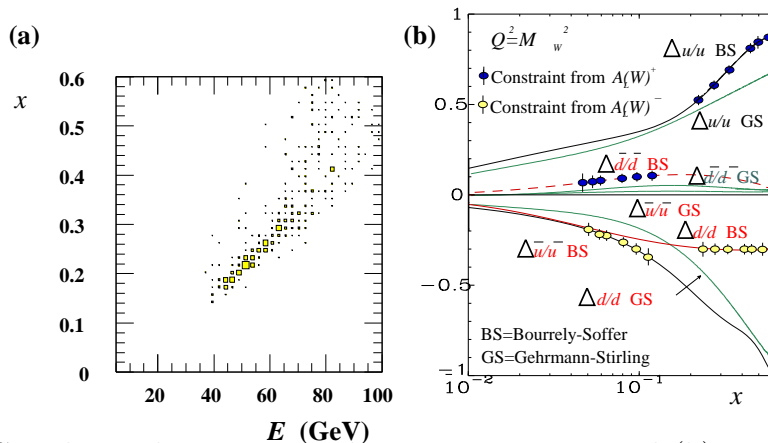 (a)
x
0.6
0.5
0.4
0.3
0.2
0.1
0
20
40
60
80
100
E (GeV)
(b)
1
0.5
0
-0.5
-1
Q²=M_W²
Δu/u BS
Constraint from A_L(W)⁺
Constraint from A_L(W)⁻
Δu/u GS
Δd̅/d̅ BS
Δd̅/d̅ GS
Δu̅/u̅ GS
Δd/d BS
Δu̅/u̅ BS
Δd/d GS
BS=Bourrely-Soffer
GS=Gehrmann-Stirling
10⁻²
10⁻¹
x